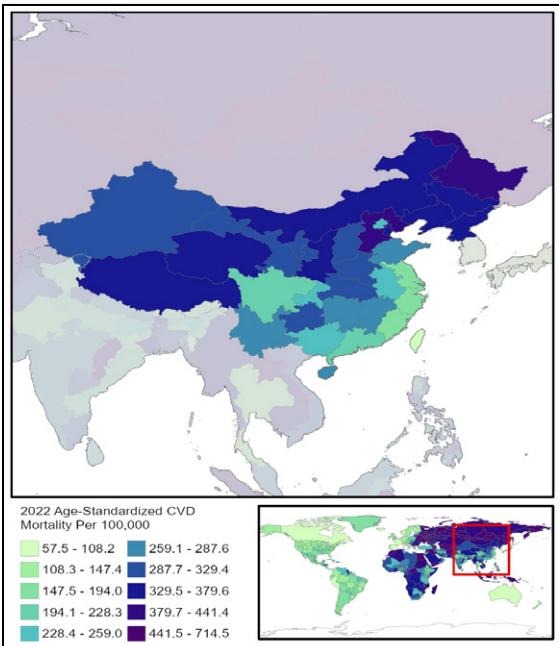 2022 Age-Standardized CVD
Mortality Per 100,000
57.5 - 108.2
108.3 - 147.4
147.5 - 194.0
194.1 - 228.3
228.4 - 259.0
259.1 - 287.6
287.7 - 329.4
329.5 - 379.6
379.7 - 441.4
441.5 - 714.5